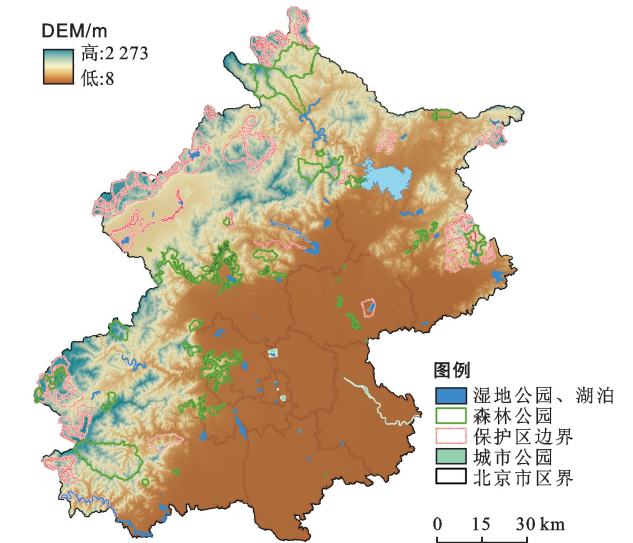 DEM/m
高:2 273
低:8
图例
湿地公园、湖泊
森林公园
保护区边界
城市公园
北京市区界
0 15 30 km